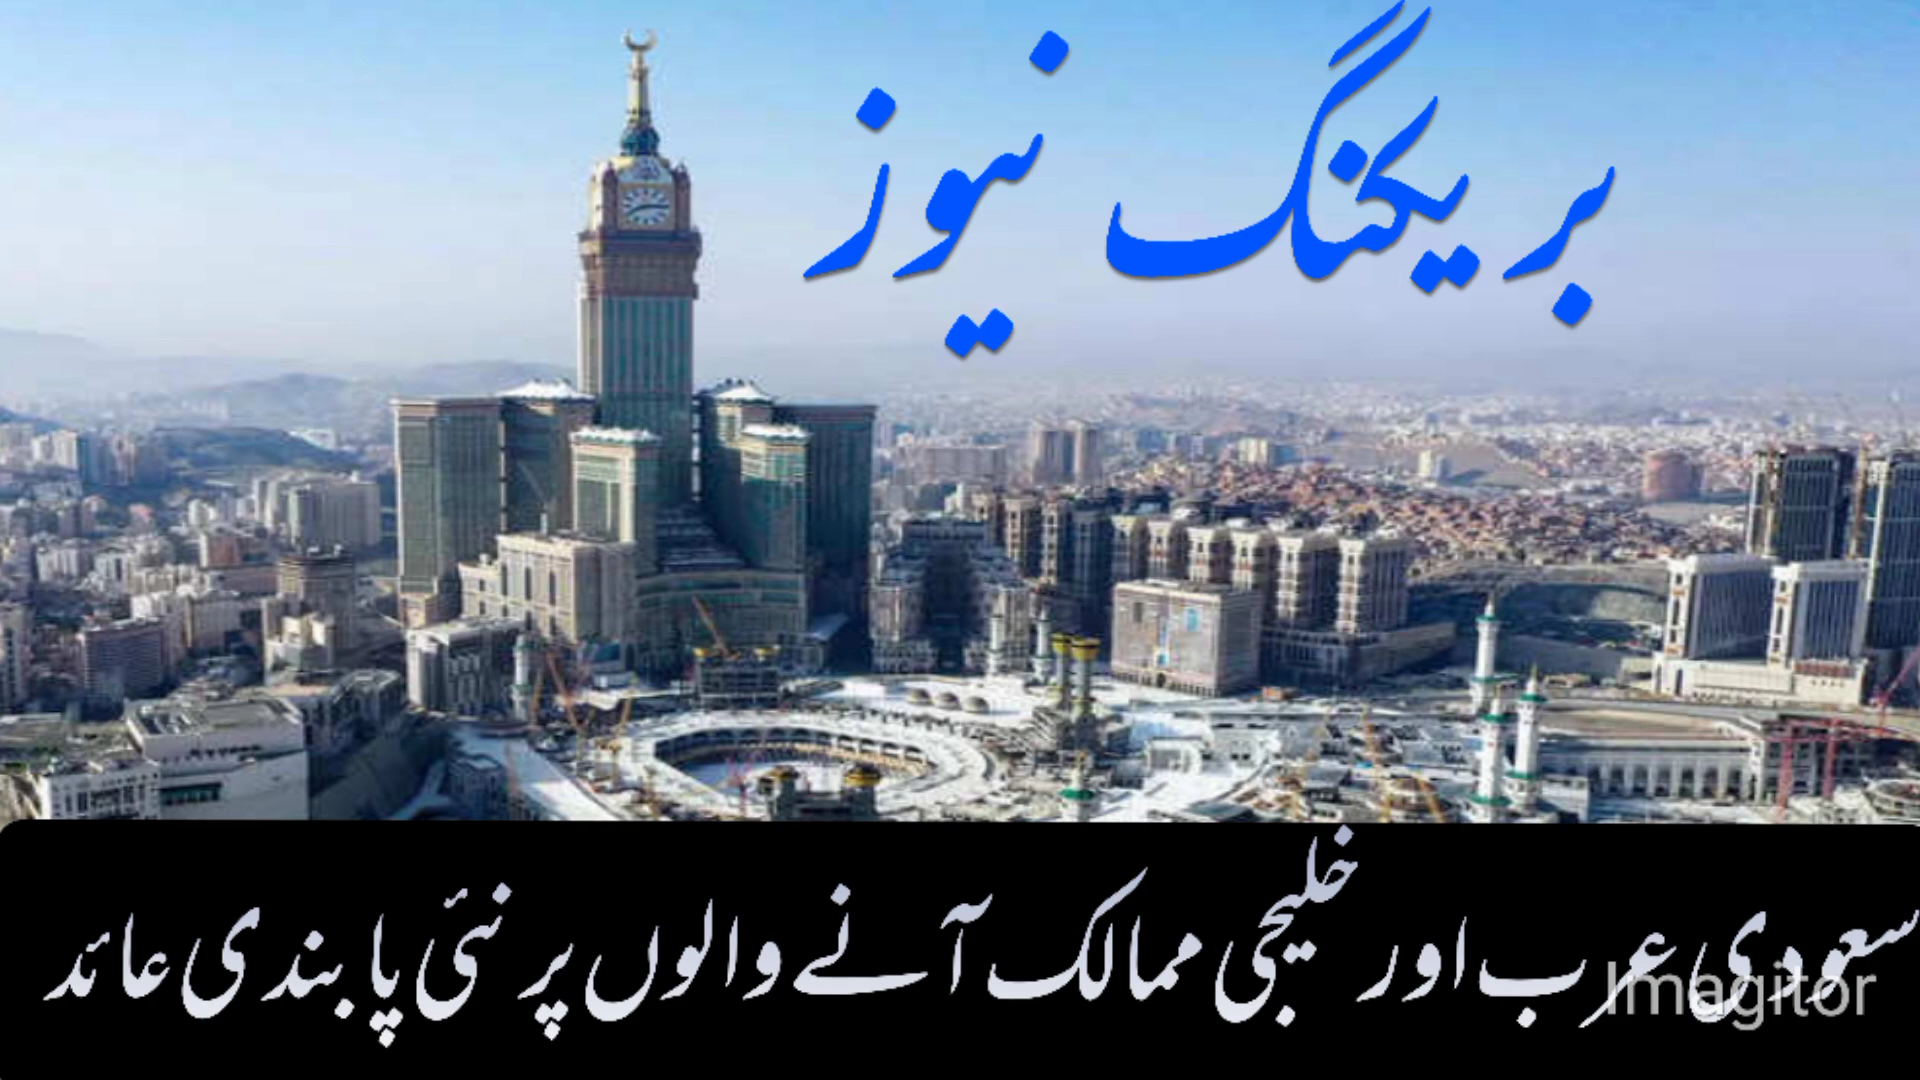 بریکنگ نیوز
سعودی عرب اور خلیجی ممالک آنے والوں پر نئی پابندی عائد
Imagitor